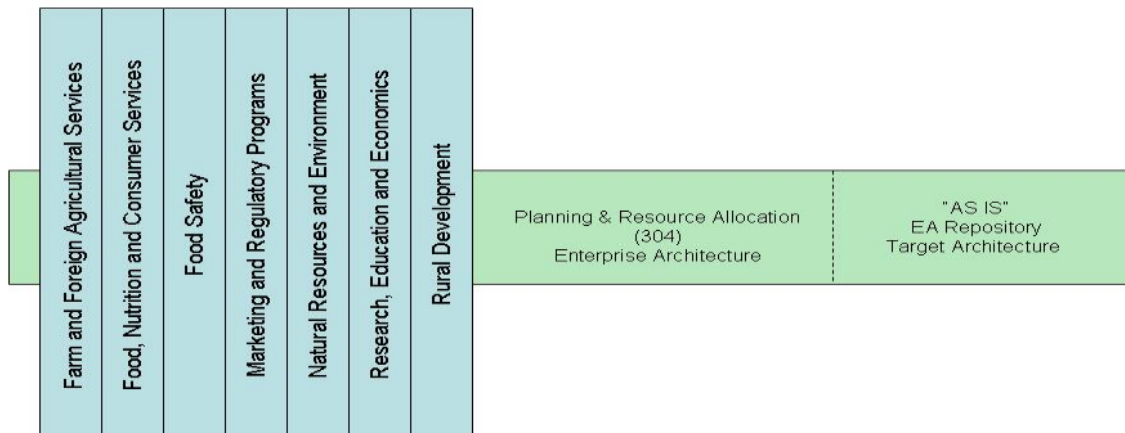 Farm and Foreign Agricultural Services
Food, Nutrition and Consumer Services
Food Safety
Marketing and Regulatory Programs
Natural Resources and Environment
Research, Education and Economics
Rural Development
Planning & Resource Allocation
(304)
Enterprise Architecture
"AS IS"
EA Repository
Target Architecture